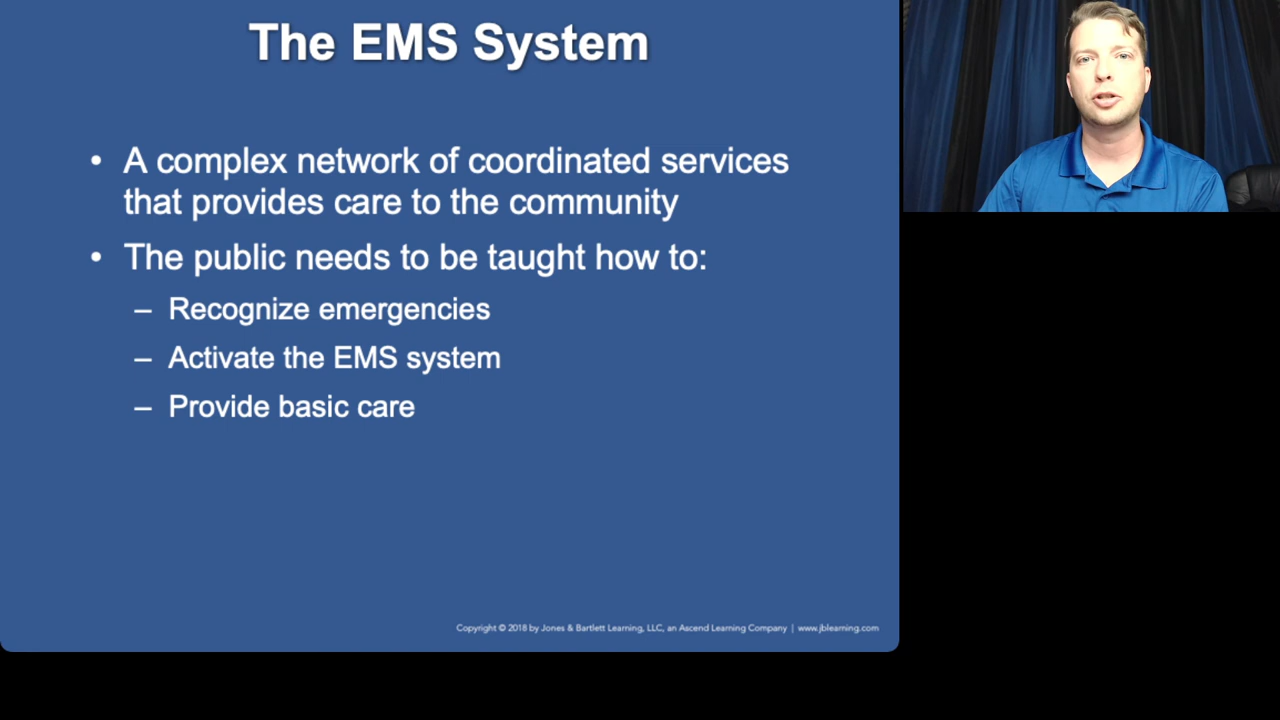 The EMS System
• A complex network of coordinated services
that provides care to the community
• The public needs to be taught how to:
– Recognize emergencies
– Activate the EMS system
– Provide basic care
Copyright © 2018 by Jones & Bartlett Learning, LLC, an Ascend Learning Company | www.jblearning.com